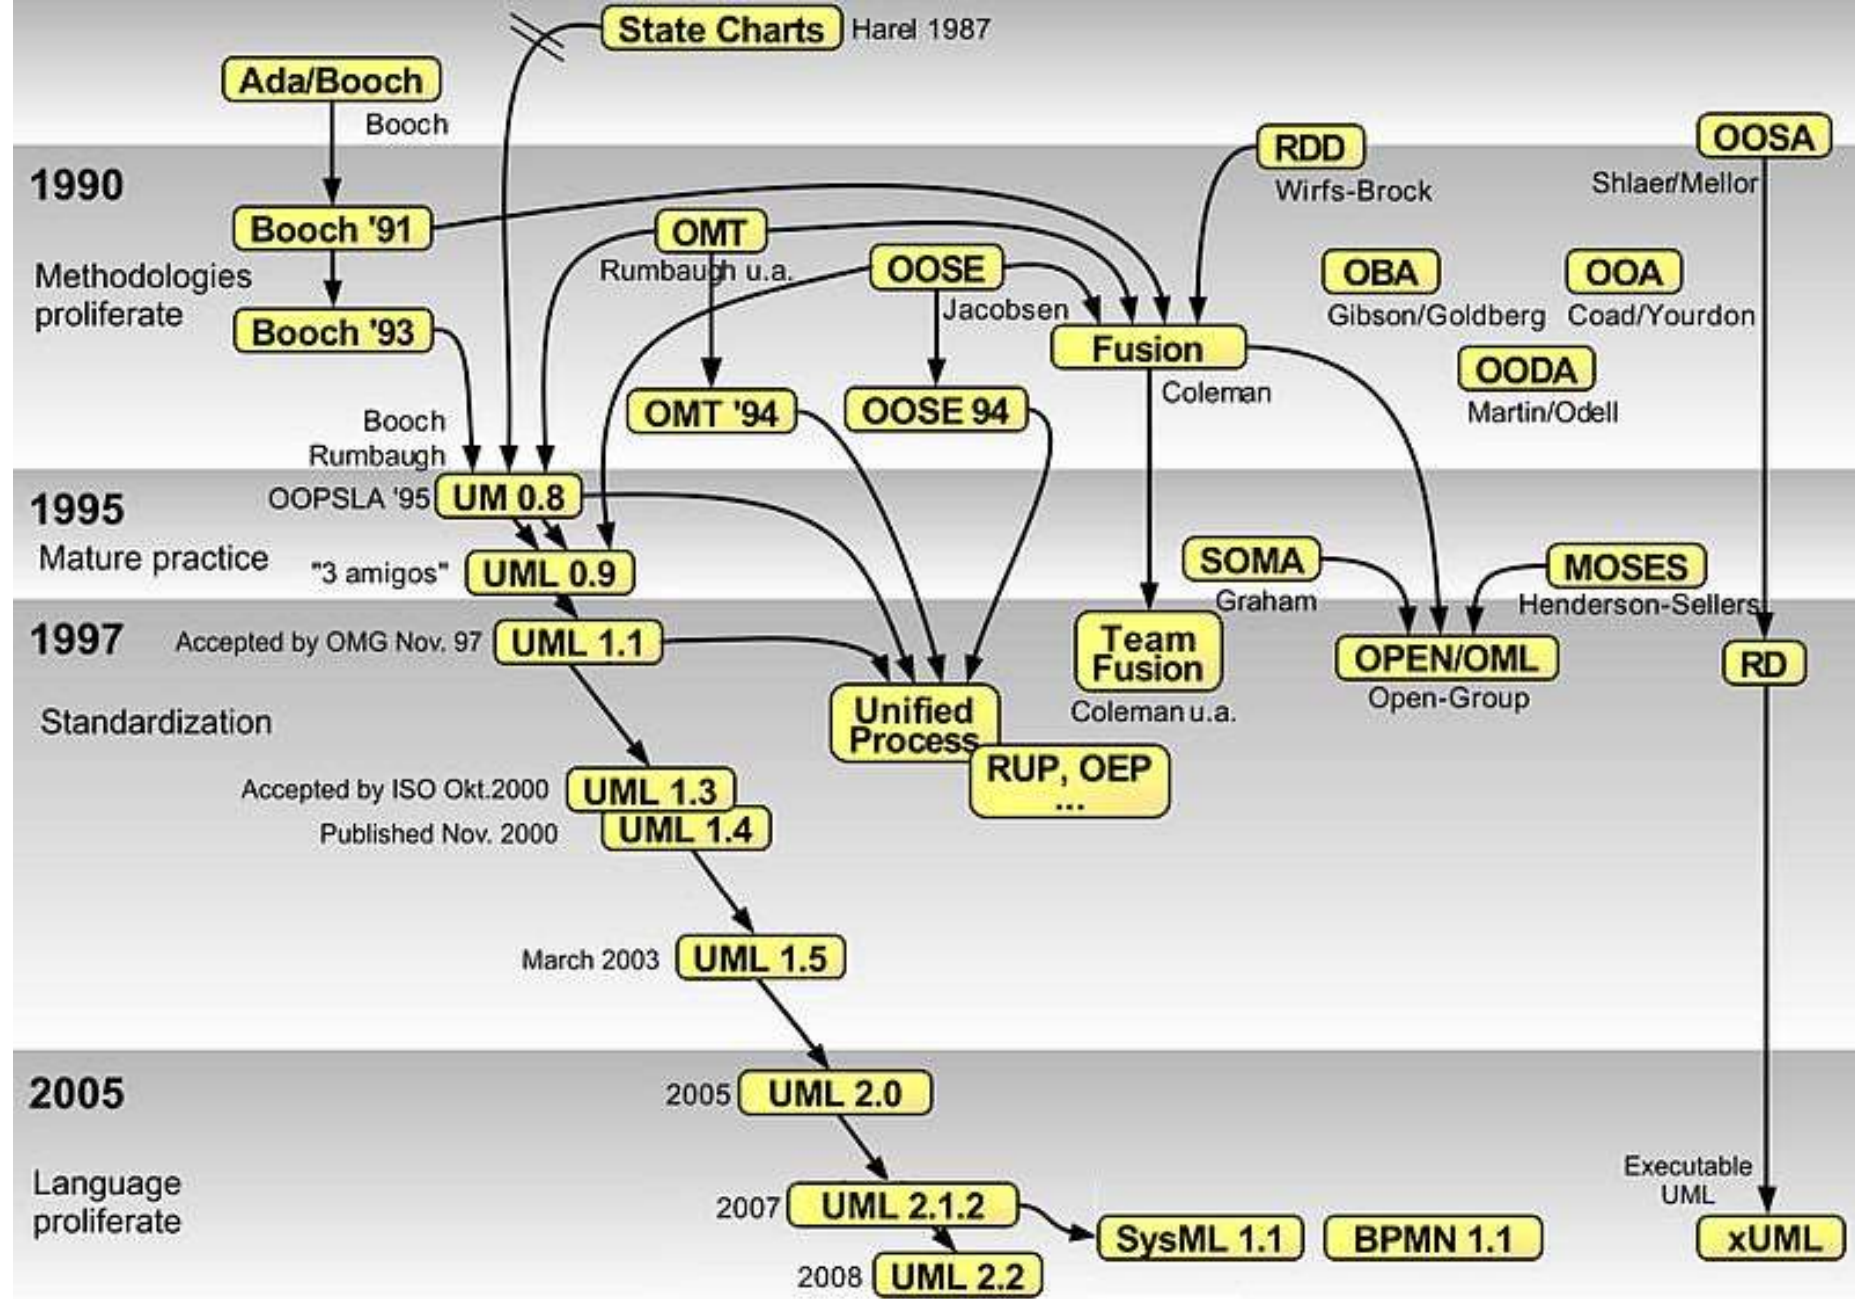 State Charts
Harel 1987
Ada/Booch
Booch
OOSA
Shlaer/Mellor
RDD
Wirfs-Brock
1990
Booch '91
OMT
Rumbaugh u.a.
OOSE
Jacobsen
OBA
Gibson/Goldberg
OOA
Coad/Yourdon
Methodologies
proliferate
Booch '93
Fusion
Coleman
OODA
Martin/Odell
OMT '94
OOSE 94
Booch
Rumbaugh
OOPSLA '95
UM 0.8
1995
Mature practice
"3 amigos"
UML 0.9
SOMA
Graham
MOSES
Henderson-Sellers
1997
Accepted by OMG Nov. 97
UML 1.1
Team
Fusion
Coleman u.a.
OPEN/OML
Open-Group
RD
Standardization
Unified
Process
RUP, OEP
...
Accepted by ISO Okt.2000
UML 1.3
Published Nov. 2000
UML 1.4
March 2003
UML 1.5
2005
2005
UML 2.0
Language
proliferate
2007
UML 2.1.2
Executable
UML
SysML 1.1
BPMN 1.1
xUML
2008
UML 2.2